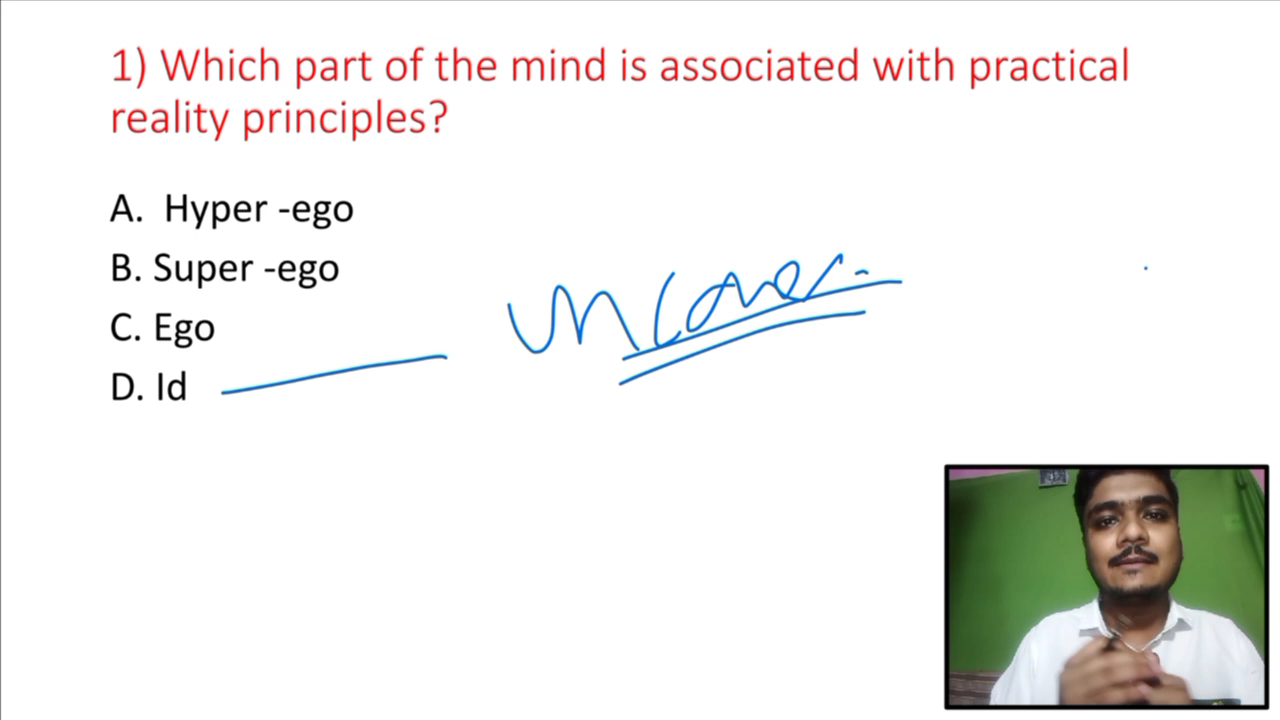 1) Which part of the mind is associated with practical
reality principles?
A. Hyper -ego
B. Super -ego
C. Ego
D. Id